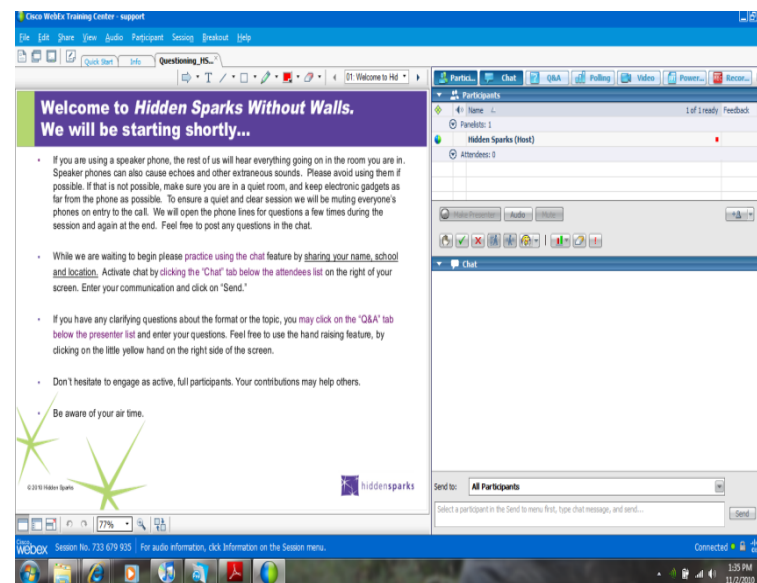 Cisco WebEx Training Center - support
File Edit Share View Audio Participant Session Breakout Help
Quick Start Info Questioning_HS...
01: Welcome to Hid
Welcome to Hidden Sparks Without Walls.
We will be starting shortly...
• If you are using a speaker phone, the rest of us will hear everything going on in the room you are in.
Speaker phones can also cause echoes and other extraneous sounds. Please avoid using them if
possible. If that is not possible, make sure you are in a quiet room, and keep electronic gadgets as
far from the phone as possible. To ensure a quiet and clear session we will be muting everyone's
phones on entry to the call. We will open the phone lines for questions a few times during the
session and again at the end. Feel free to post any questions in the chat.
• While we are waiting to begin please practice using the chat feature by sharing your name, school
and location. Activate chat by clicking the "Chat" tab below the attendees list on the right of your
screen. Enter your communication and click on "Send."
• If you have any clarifying questions about the format or the topic, you may click on the "Q&A" tab
below the presenter list and enter your questions. Feel free to use the hand raising feature, by
clicking on the little yellow hand on the right side of the screen.
• Don't hesitate to engage as active, full participants. Your contributions may help others.
• Be aware of your air time.
© 2010 Hidden Sparks
hiddensparks
77%
Partici... Chat Q&A Polling Video Power... Recor...
Participants
Name 1 of 1 ready Feedback
Panelists: 1
Hidden Sparks (Host)
Attendees: 0
Make Presenter Audio Mute
Chat
Send to: All Participants
Select a participant in the Send to menu first, type chat message, and send...
Send
Cisco webex Session No. 733 679 935 For audio information, click Information on the Session menu.
Connected
1:35 PM
11/2/2010